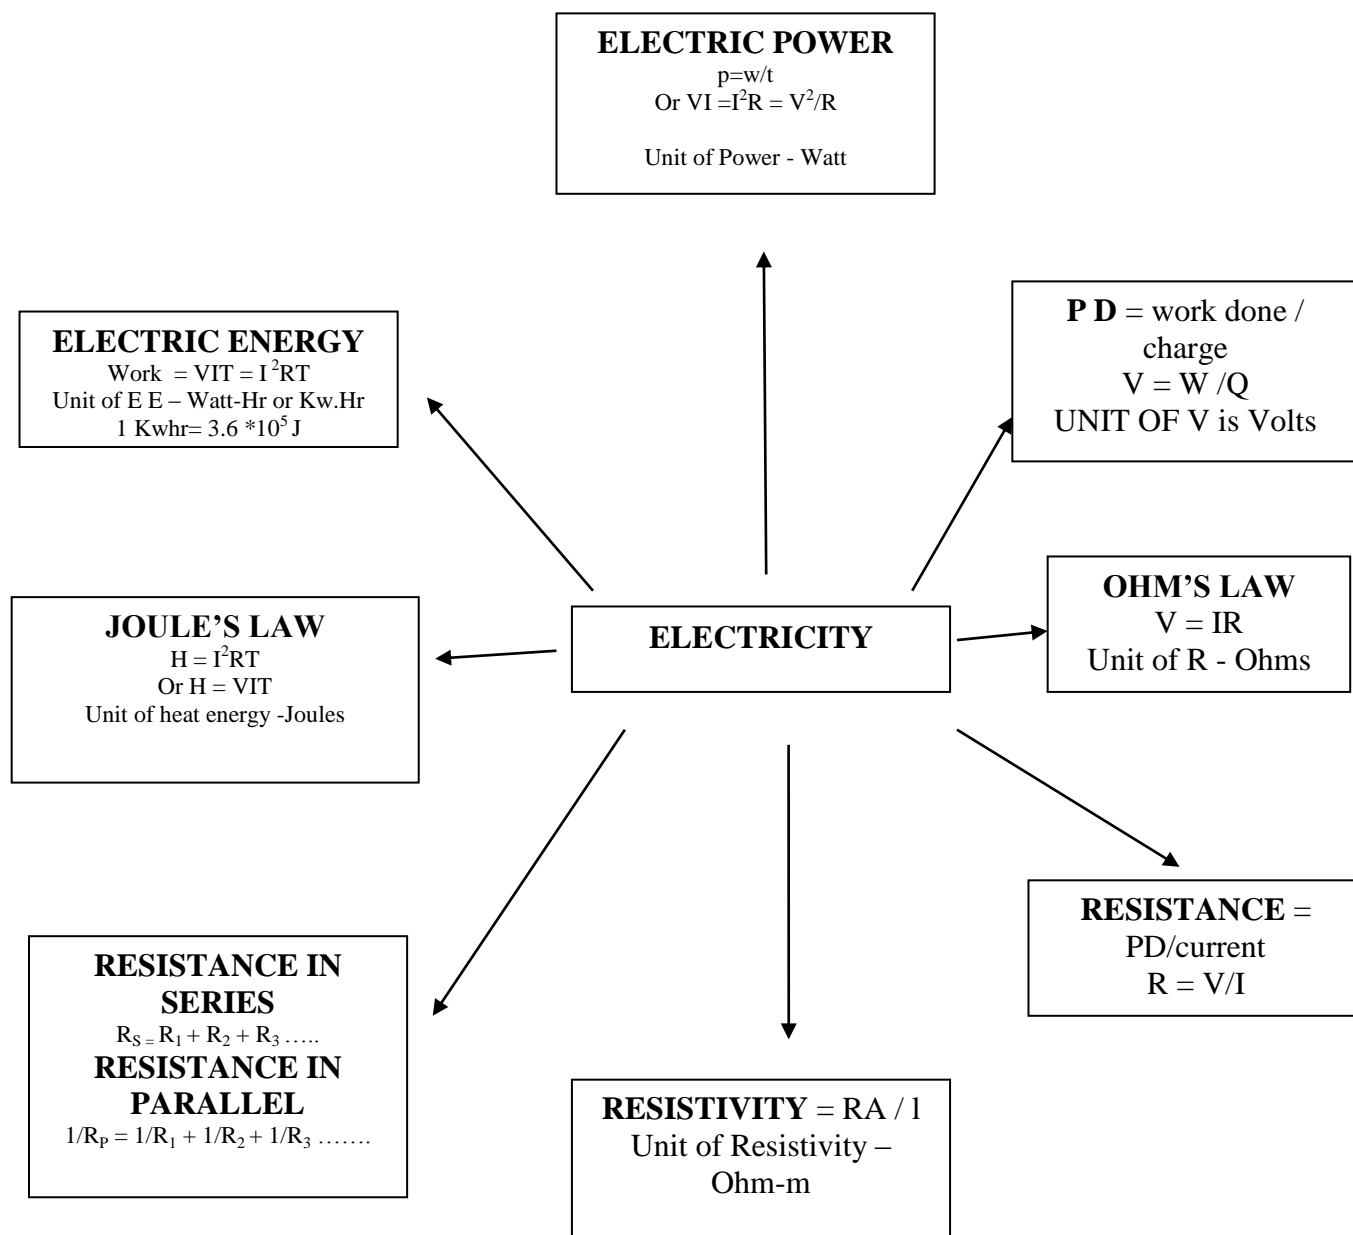 ELECTRIC POWER
p=w/t
Or VI =I²R = V²/R
Unit of Power - Watt
P D = work done /
charge
V = W /Q
UNIT OF V is Volts
ELECTRIC ENERGY
Work = VIT = I ²RT
Unit of E E – Watt-Hr or Kw.Hr
1 Kwhr= 3.6 *10⁵ J
OHM’S LAW
V = IR
Unit of R - Ohms
JOULE’S LAW
H = I²RT
Or H = VIT
Unit of heat energy -Joules
ELECTRICITY
RESISTANCE =
PD/current
R = V/I
RESISTANCE IN
SERIES
R_S = R₁ + R₂ + R₃ …..
RESISTANCE IN
PARALLEL
1/R_P = 1/R₁ + 1/R₂ + 1/R₃ …….
RESISTIVITY = RA / l
Unit of Resistivity –
Ohm-m